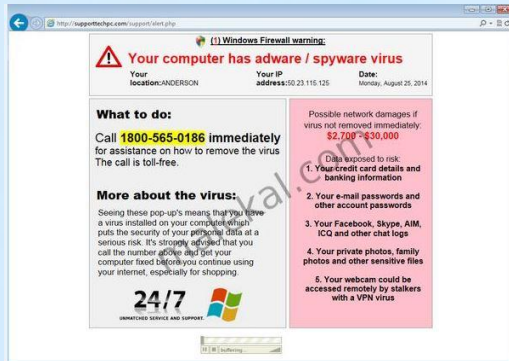 http://supporttechpc.com/support/alert.php
(1) Windows Firewall warning:
Your computer has adware / spyware virus
Your location:ANDERSON
Your IP address:50.23.115.125
Date: Monday, August 25, 2014
What to do:
Call 1800-565-0186 immediately
for assistance on how to remove the virus
The call is toll-free.
More about the virus:
Seeing these pop-up's means that you have
a virus installed on your computer which
puts the security of your personal data at a
serious risk. It's strongly advised that you
call the number above and get your
computer fixed before you continue using
your internet, especially for shopping.
24/7
UNMATCHED SERVICE AND SUPPORT.
Possible network damages if
virus not removed immediately:
$2,700 - $30,000
Data exposed to risk:
1. Your credit card details and
banking information
2. Your e-mail passwords and
other account passwords
3. Your Facebook, Skype, AIM,
ICQ and other chat logs
4. Your private photos, family
photos and other sensitive files
5. Your webcam could be
accessed remotely by stalkers
with a VPN virus
malekal.com
buffering...